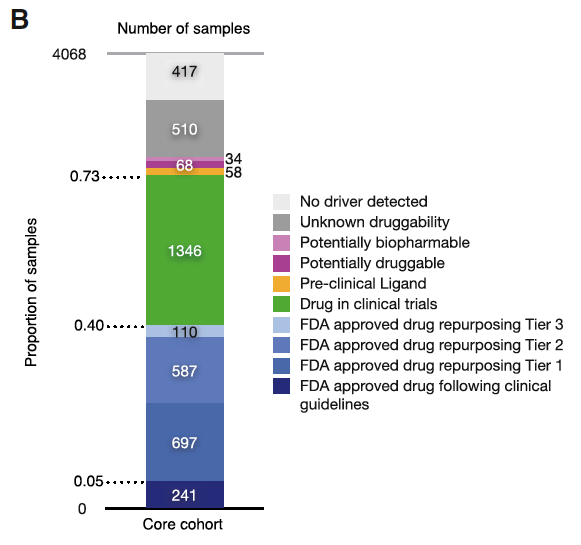 B
Number of samples
4068
417
510
34
68
58
0.73
1346
0.40
110
587
697
0.05
241
0
Core cohort
Proportion of samples
No driver detected
Unknown druggability
Potentially biopharmable
Potentially druggable
Pre-clinical Ligand
Drug in clinical trials
FDA approved drug repurposing Tier 3
FDA approved drug repurposing Tier 2
FDA approved drug repurposing Tier 1
FDA approved drug following clinical
guidelines